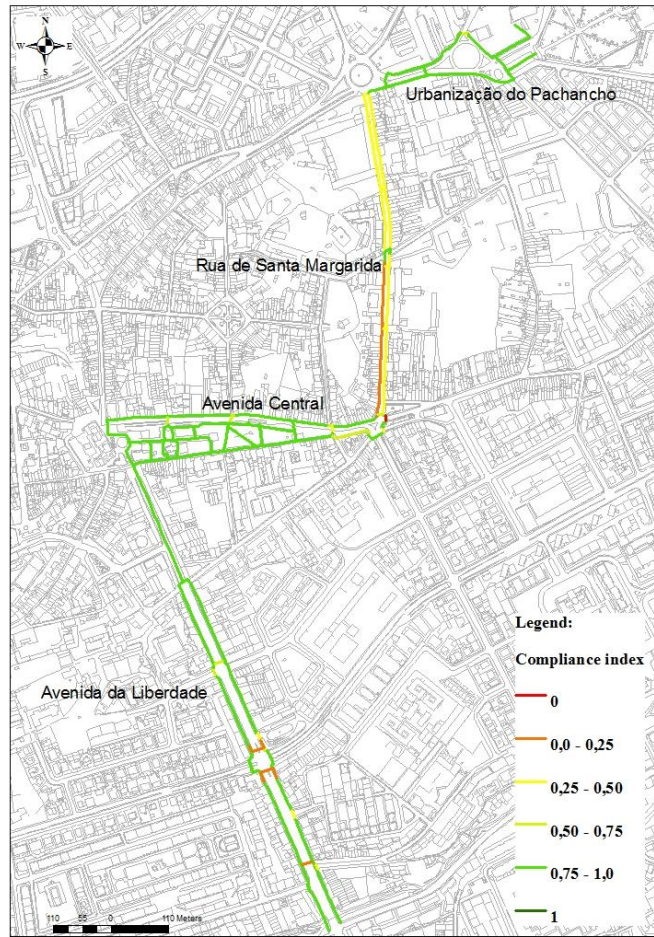 N
W E
S
Urbanização do Pachancho
Rua de Santa Margarida
Avenida Central
Avenida da Liberdade
Legend:
Compliance index
0
0,0 - 0,25
0,25 - 0,50
0,50 - 0,75
0,75 - 1,0
1
110 55 0 110 Meters